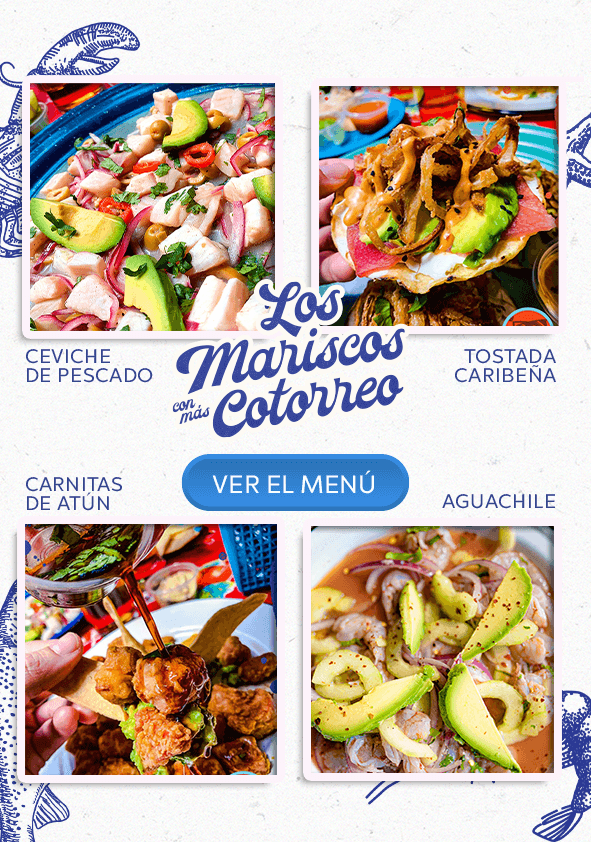 CEVICHE
DE PESCADO
Los
Mariscos
con
más
Cotorreo
TOSTADA
CARIBEÑA
CARNITAS
DE ATÚN
VER EL MENÚ
AGUACHILE